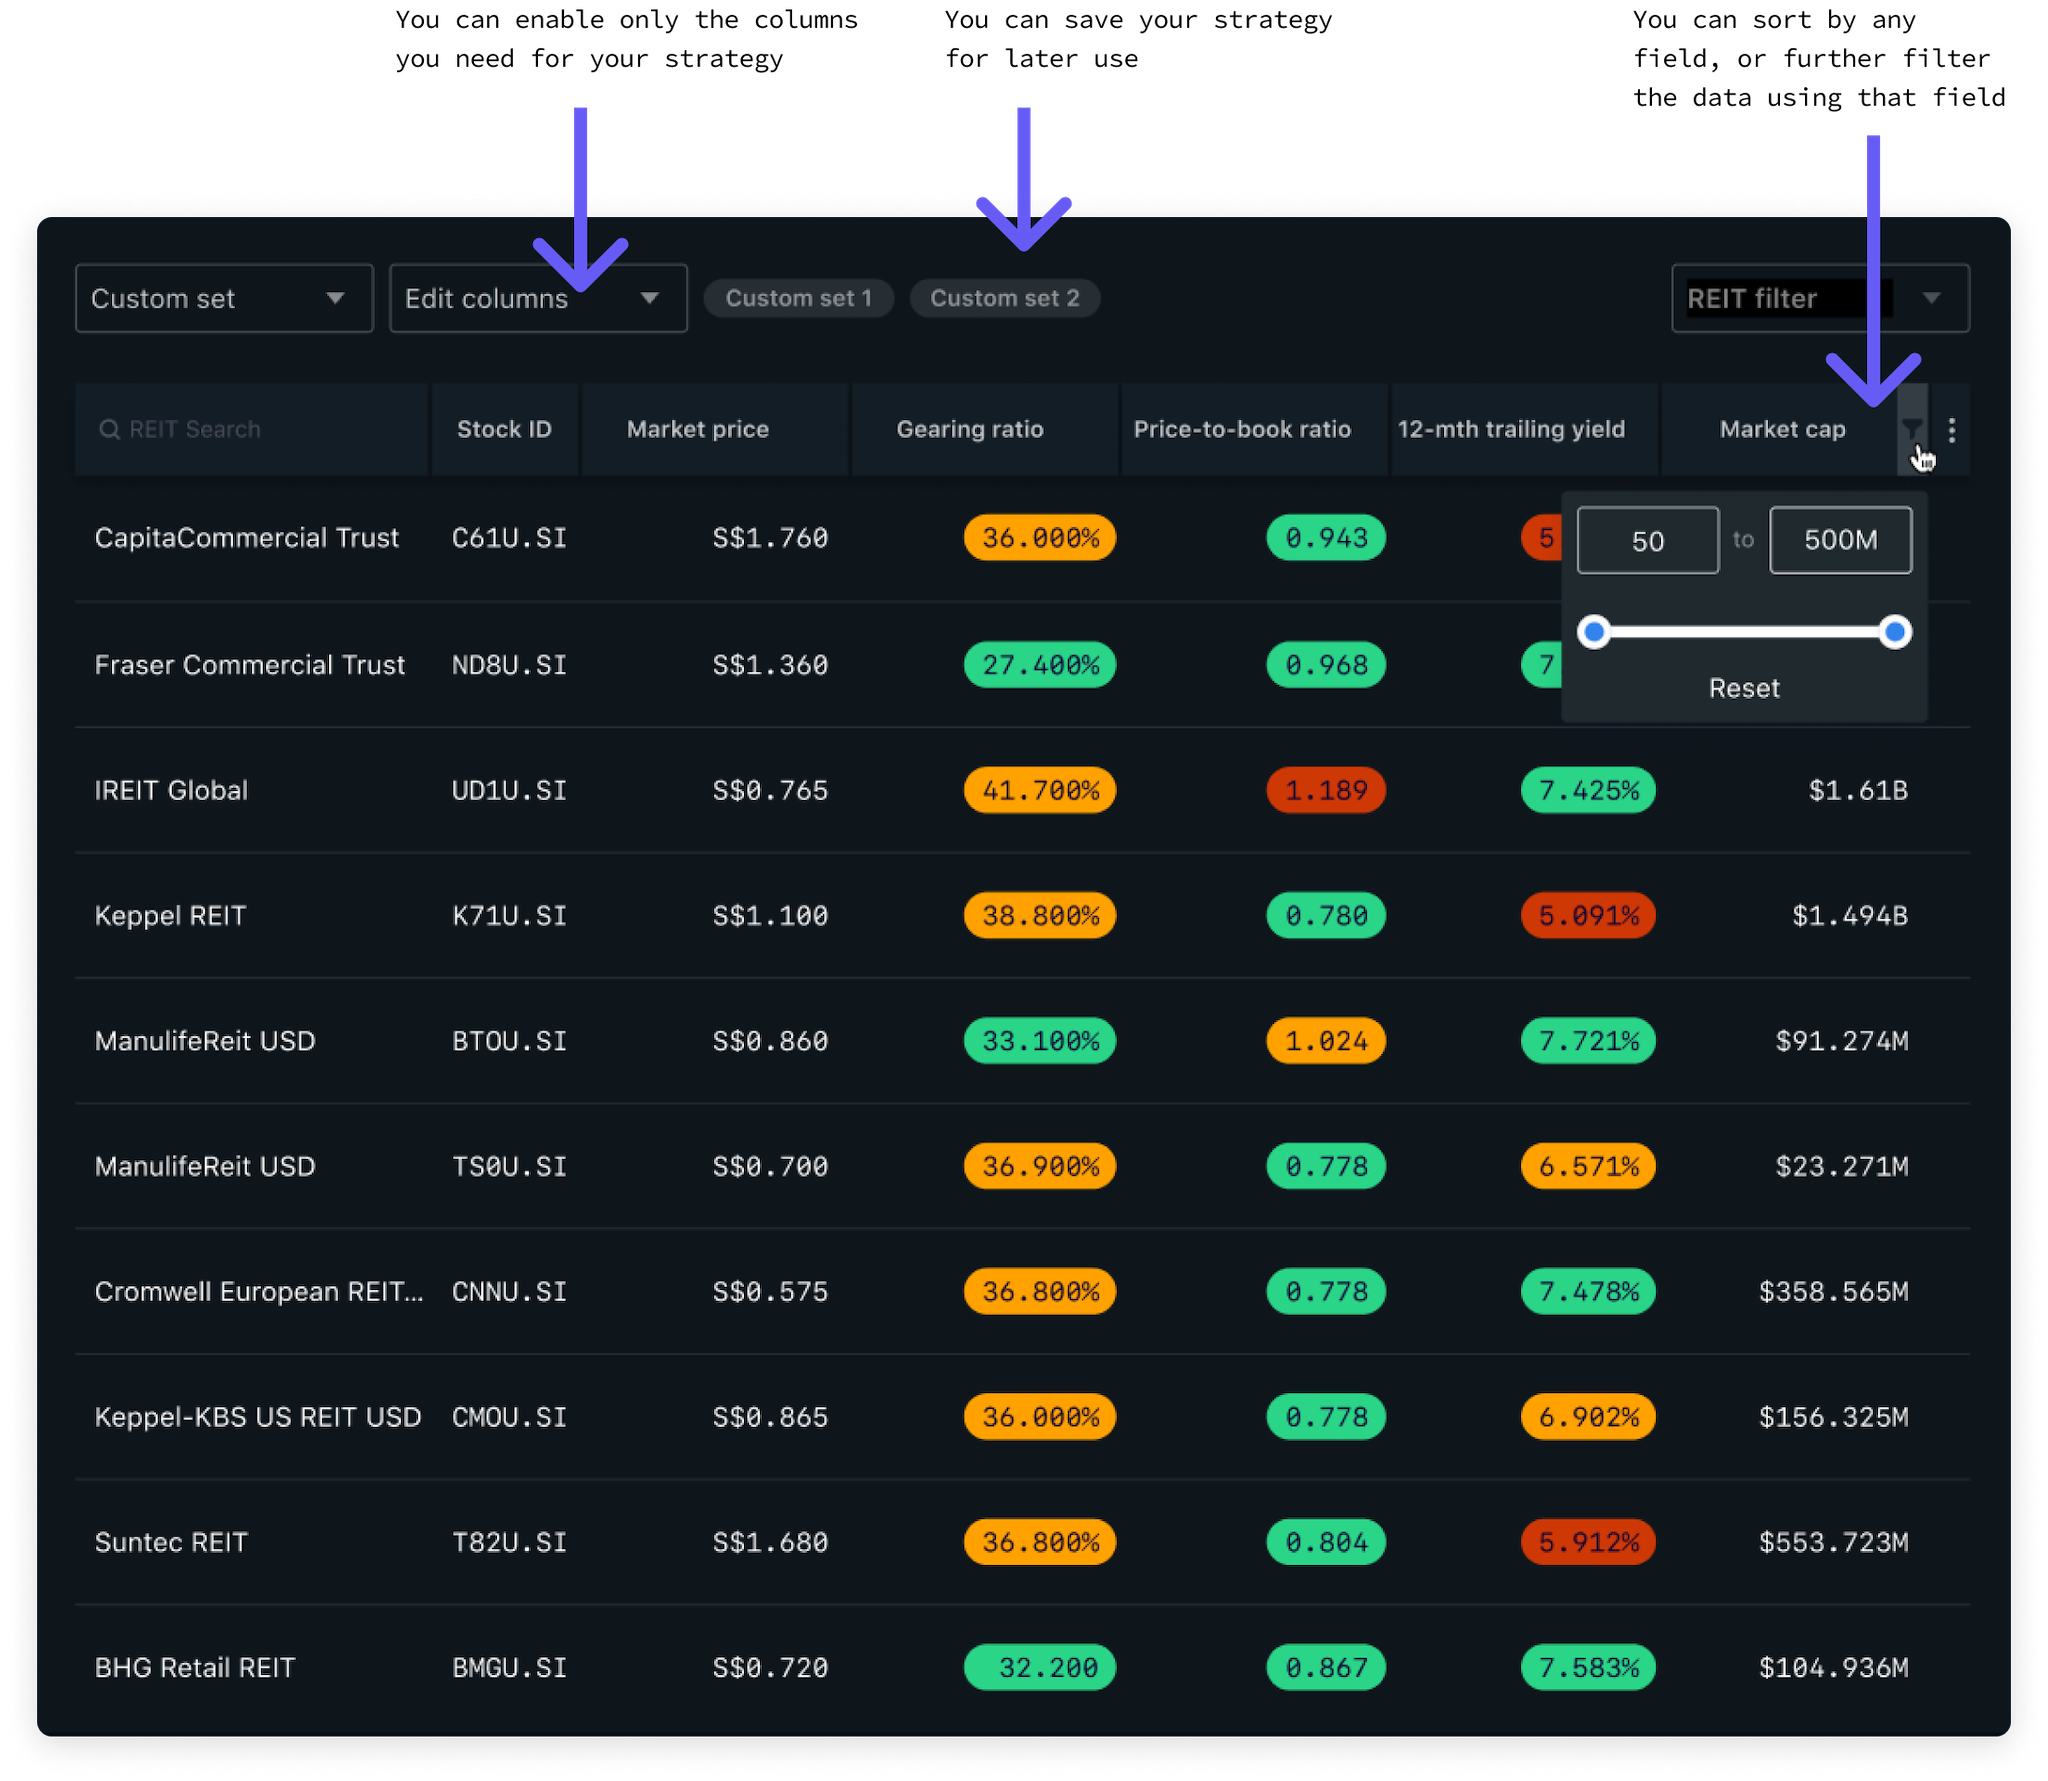 You can enable only the columns
you need for your strategy
You can save your strategy
for later use
You can sort by any
field, or further filter
the data using that field
Custom set
Edit columns
Custom set 1
Custom set 2
REIT filter
REIT Search Stock ID Market price Gearing ratio Price-to-book ratio 12-mth trailing yield Market cap
CapitaCommercial Trust C61U.SI S$1.760 36.000% 0.943 5
50 to 500M
Fraser Commercial Trust ND8U.SI S$1.360 27.400% 0.968 7
Reset
IREIT Global UD1U.SI S$0.765 41.700% 1.189 7.425% $1.61B
Keppel REIT K71U.SI S$1.100 38.800% 0.780 5.091% $1.494B
ManulifeReit USD BTOU.SI S$0.860 33.100% 1.024 7.721% $91.274M
ManulifeReit USD TS0U.SI S$0.700 36.900% 0.778 6.571% $23.271M
Cromwell European REIT... CNNU.SI S$0.575 36.800% 0.778 7.478% $358.565M
Keppel-KBS US REIT USD CMOU.SI S$0.865 36.000% 0.778 6.902% $156.325M
Suntec REIT T82U.SI S$1.680 36.800% 0.804 5.912% $553.723M
BHG Retail REIT BMGU.SI S$0.720 32.200 0.867 7.583% $104.936M